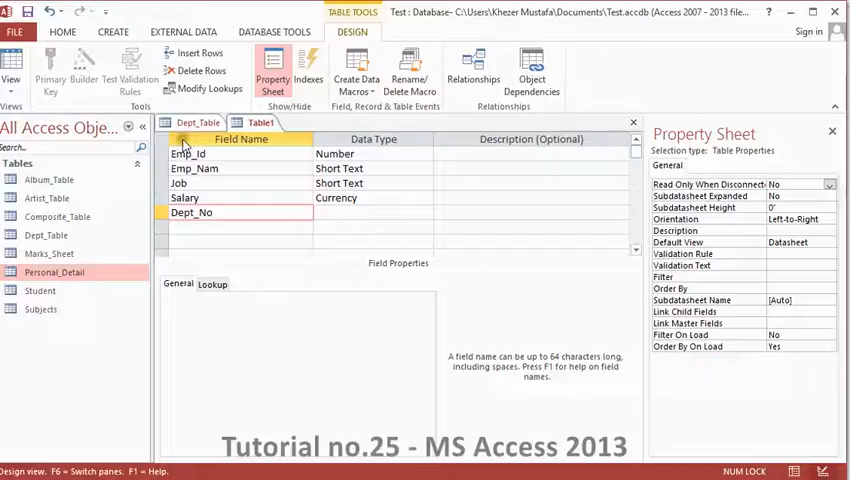 TABLE TOOLS
Test : Database- C:\Users\Khezer Mustafa\Documents\Test.accdb (Access 2007 - 2013 file...
FILE HOME CREATE EXTERNAL DATA DATABASE TOOLS DESIGN Sign in
View
Primary Key
Builder
Test Validation Rules
Insert Rows
Delete Rows
Modify Lookups
Property Sheet
Indexes
Create Data Macros
Rename/ Delete Macro
Relationships
Object Dependencies
Views Tools Show/Hide Field, Record & Table Events Relationships
All Access Obje...
Search...
Tables
Album_Table
Artist_Table
Composite_Table
Dept_Table
Marks_Sheet
Personal_Detail
Student
Subjects
Dept_Table Table1
Field Name Data Type Description (Optional)
Emp_Id Number
Emp_Nam Short Text
Job Short Text
Salary Currency
Dept_No
Field Properties
General Lookup
A field name can be up to 64 characters long,
including spaces. Press F1 for help on field
names.
Property Sheet
Selection type: Table Properties
General
Read Only When Disconnect No
Subdatasheet Expanded No
Subdatasheet Height 0"
Orientation Left-to-Right
Description
Default View Datasheet
Validation Rule
Validation Text
Filter
Order By
Subdatasheet Name [Auto]
Link Child Fields
Link Master Fields
Filter On Load No
Order By On Load Yes
Tutorial no.25 - MS Access 2013
Design view. F6 = Switch panes. F1 = Help. NUM LOCK